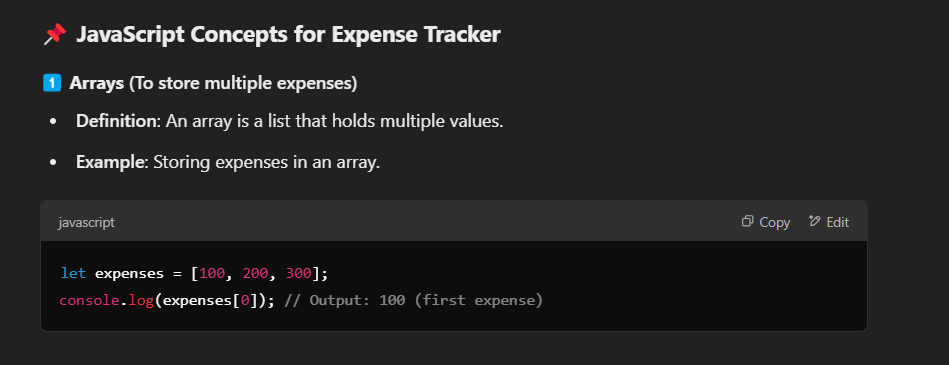 📌 JavaScript Concepts for Expense Tracker
1️⃣ Arrays (To store multiple expenses)
• Definition: An array is a list that holds multiple values.
• Example: Storing expenses in an array.
javascript Copy Edit
let expenses = [100, 200, 300];
console.log(expenses[0]); // Output: 100 (first expense)